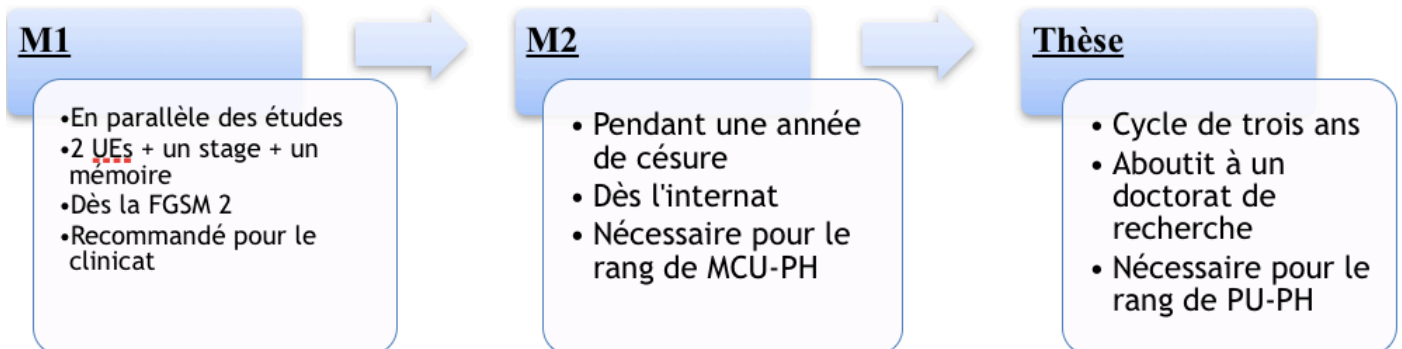 M1
•En parallèle des études
•2 UEs + un stage + un
mémoire
•Dès la FGSM 2
•Recommandé pour le
clinicat
M2
• Pendant une année
de césure
• Dès l'internat
• Nécessaire pour le
rang de MCU-PH
Thèse
• Cycle de trois ans
• Aboutit à un
doctorat de
recherche
• Nécessaire pour le
rang de PU-PH